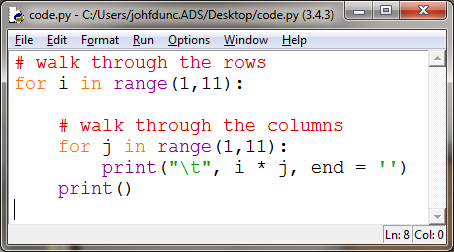 code.py - C:/Users/johfdunc.ADS/Desktop/code.py (3.4.3)
File Edit Format Run Options Window Help
# walk through the rows
for i in range(1,11):
    # walk through the columns
    for j in range(1,11):
        print("\t", i * j, end = '')
    print()
Ln: 8 Col: 0